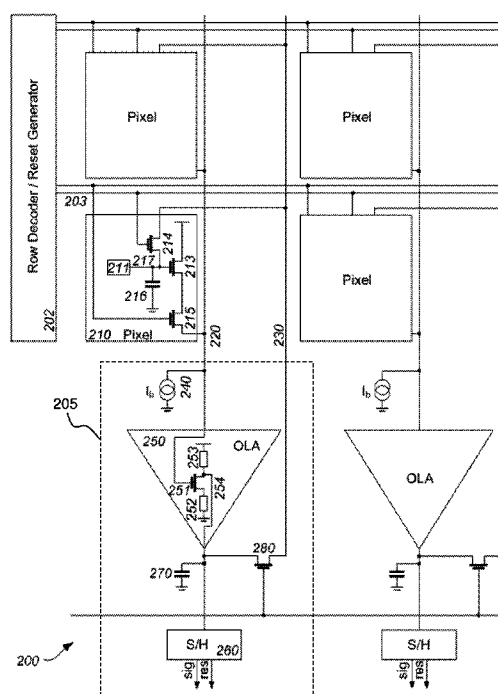 Row Decoder / Reset Generator
202
Pixel
Pixel
203
211
217
214
213
216
215
210
Pixel
220
230
Pixel
205
Ib
240
Ib
250
OLA
253
251
254
252
OLA
270
280
200
S/H
260
S/H
sig
res
sig
res